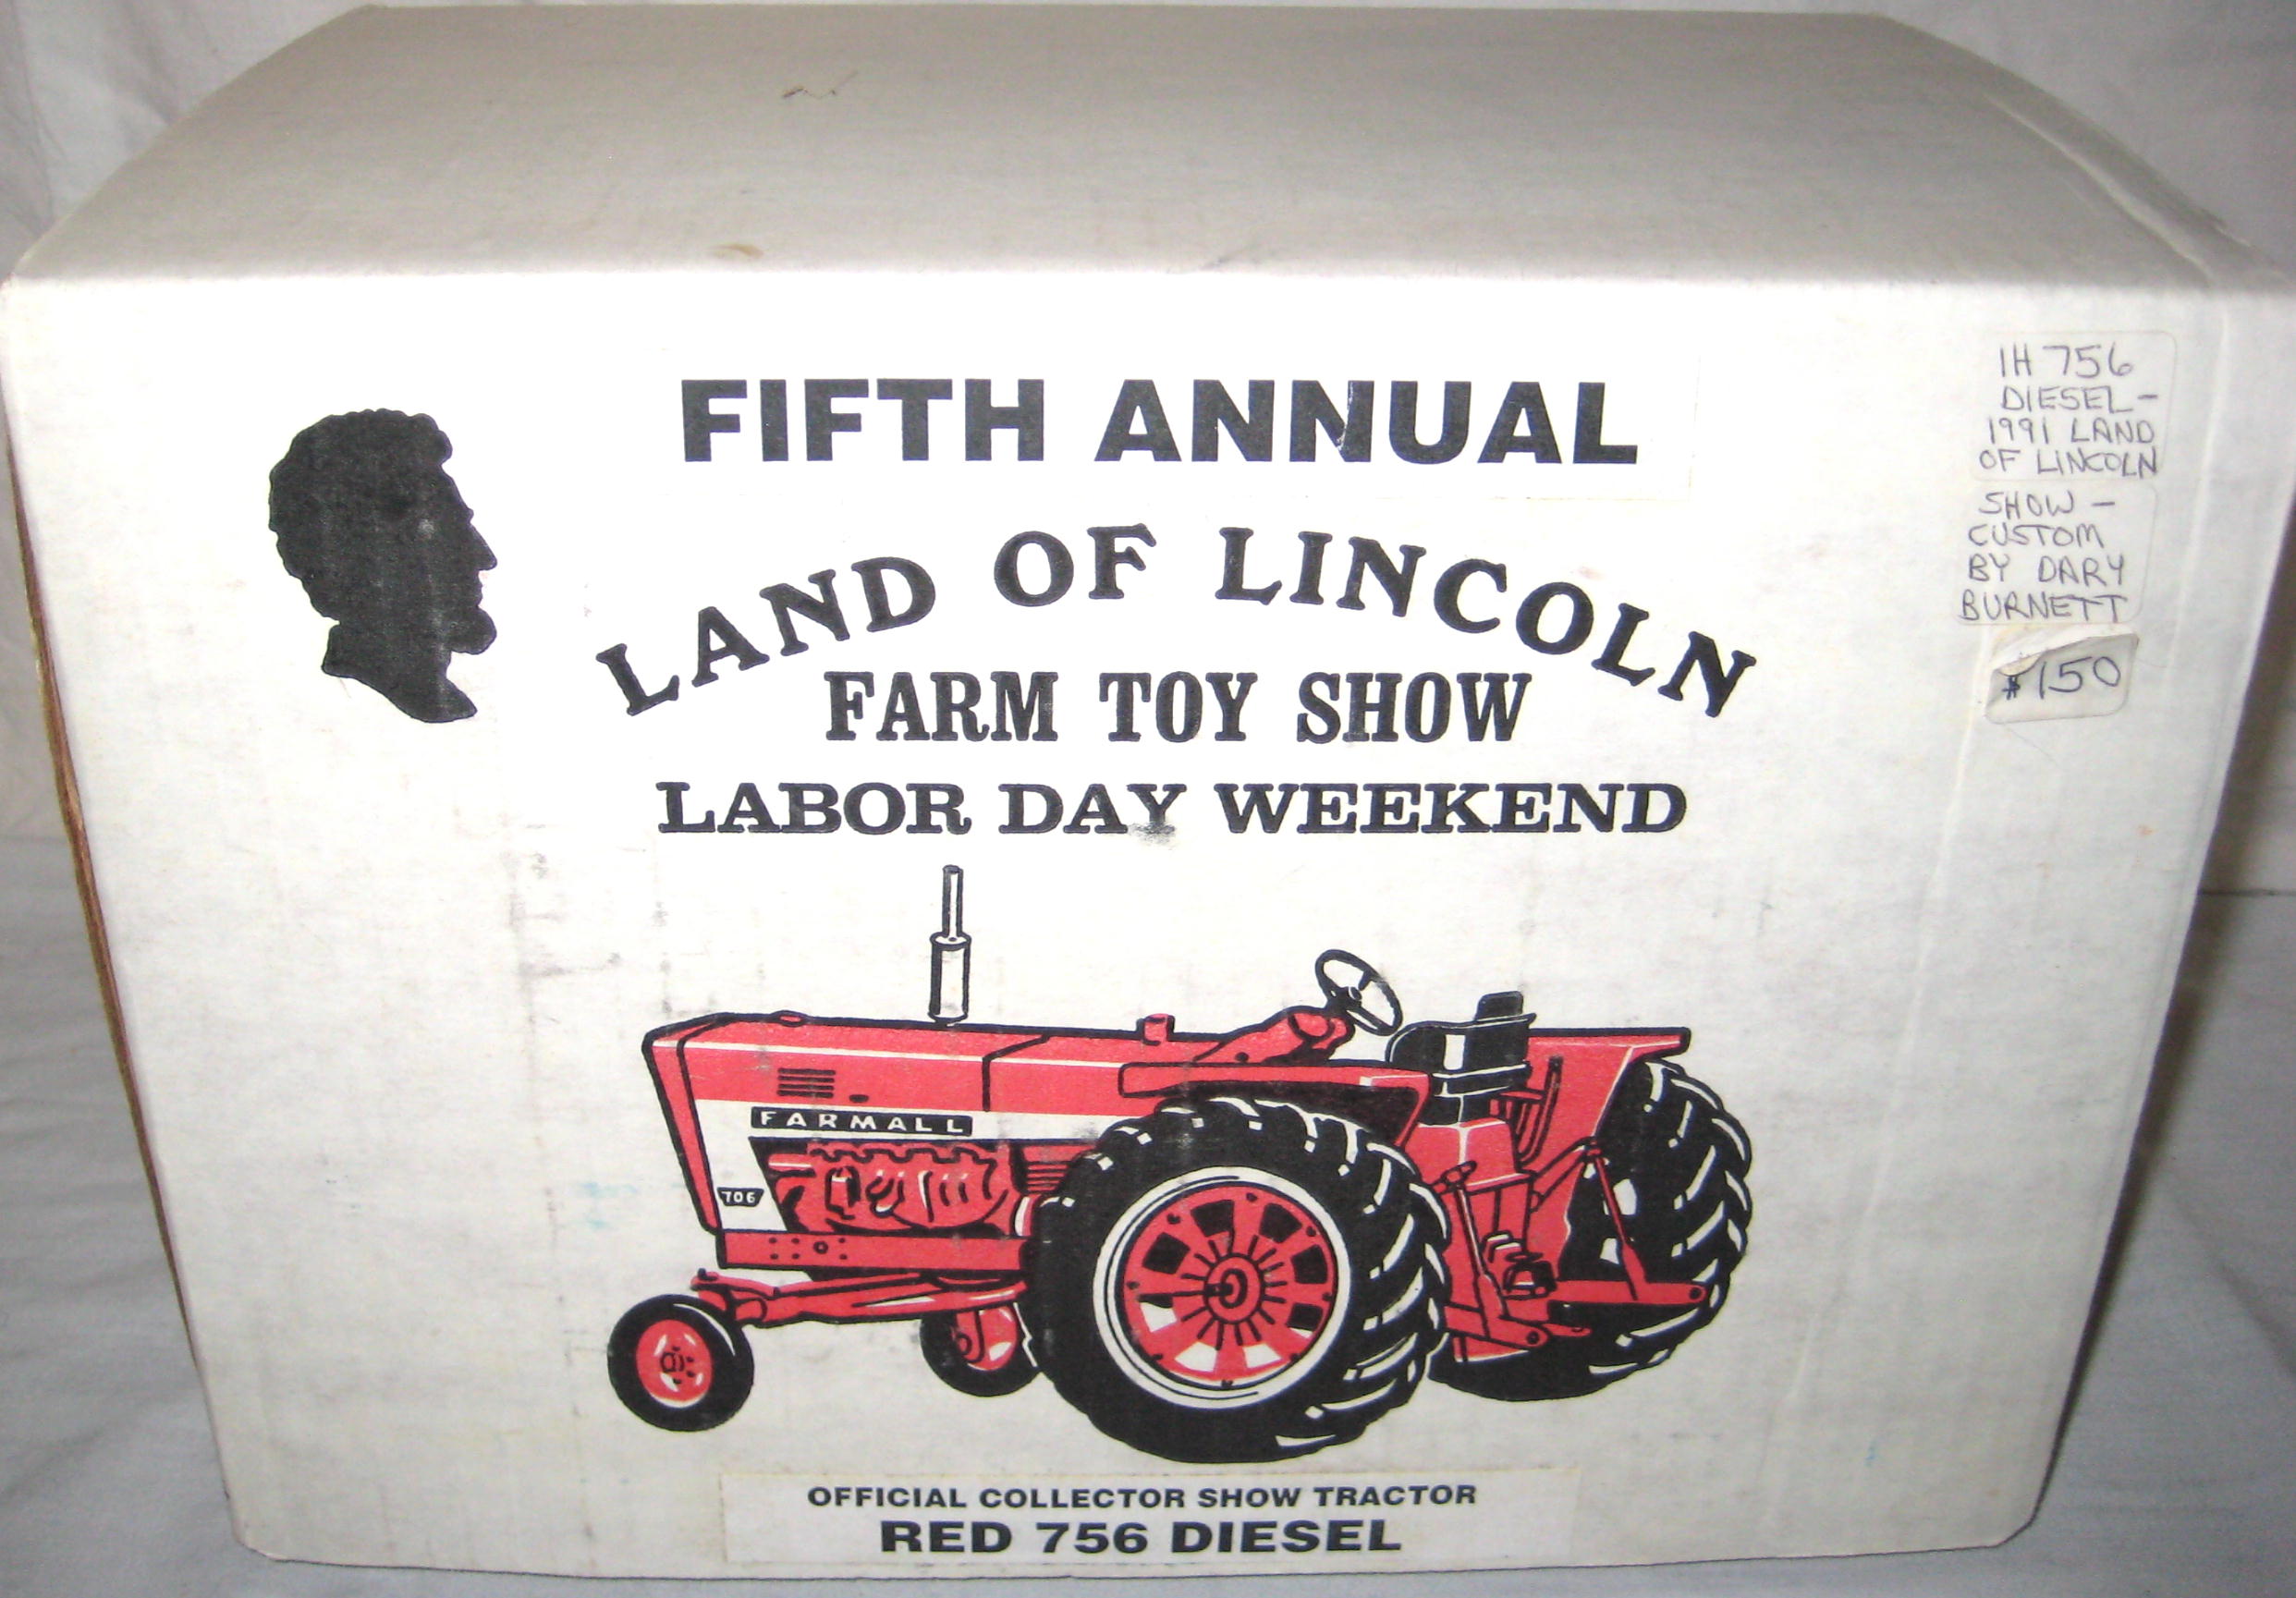 FIFTH ANNUAL
LAND OF LINCOLN
FARM TOY SHOW
LABOR DAY WEEKEND
IH 756
DIESEL-
1991 LAND
OF LINCOLN
SHOW -
CUSTOM
BY DARY
BURNETT
$150
FARMALL
706
OFFICIAL COLLECTOR SHOW TRACTOR
RED 756 DIESEL